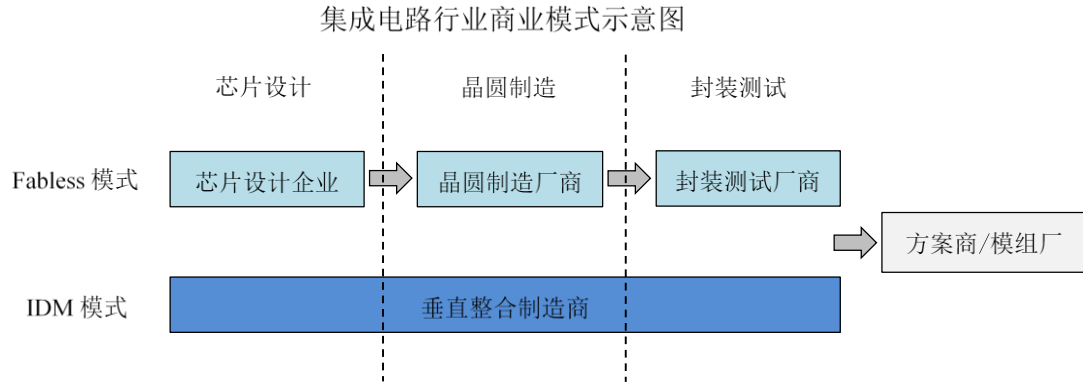 集成电路行业商业模式示意图
芯片设计
晶圆制造
封装测试
Fabless 模式
芯片设计企业
晶圆制造厂商
封装测试厂商
方案商/模组厂
IDM 模式
垂直整合制造商